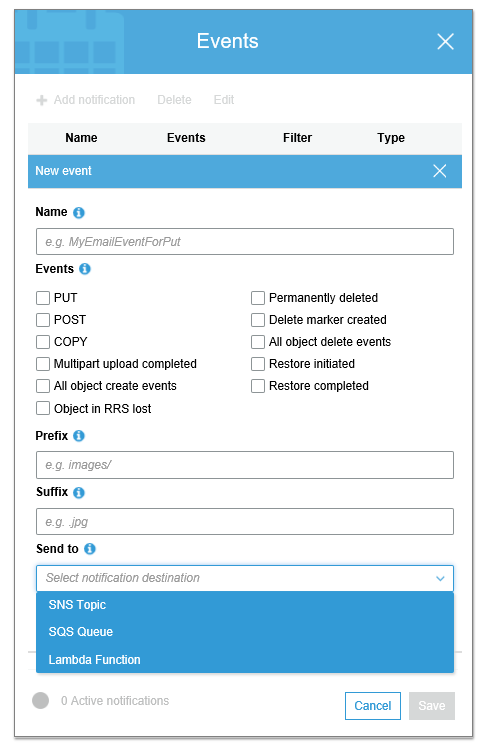 Events
Add notification Delete Edit
Name Events Filter Type
New event
Name
e.g. MyEmailEventForPut
Events
PUT Permanently deleted
POST Delete marker created
COPY All object delete events
Multipart upload completed Restore initiated
All object create events Restore completed
Object in RRS lost
Prefix
e.g. images/
Suffix
e.g. .jpg
Send to
Select notification destination
SNS Topic
SQS Queue
Lambda Function
0 Active notifications Cancel Save